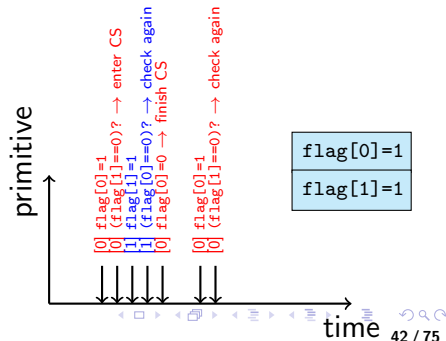 primitive
[0] flag[0]=1
[0] (flag[1]==0)? → enter CS
[1] flag[1]=1
[1] (flag[0]==0)? → check again
[0] flag[0]=0 → finish CS
[0] flag[0]=1
[0] (flag[1]==0)? → check again
flag[0]=1
flag[1]=1
time
42 / 75